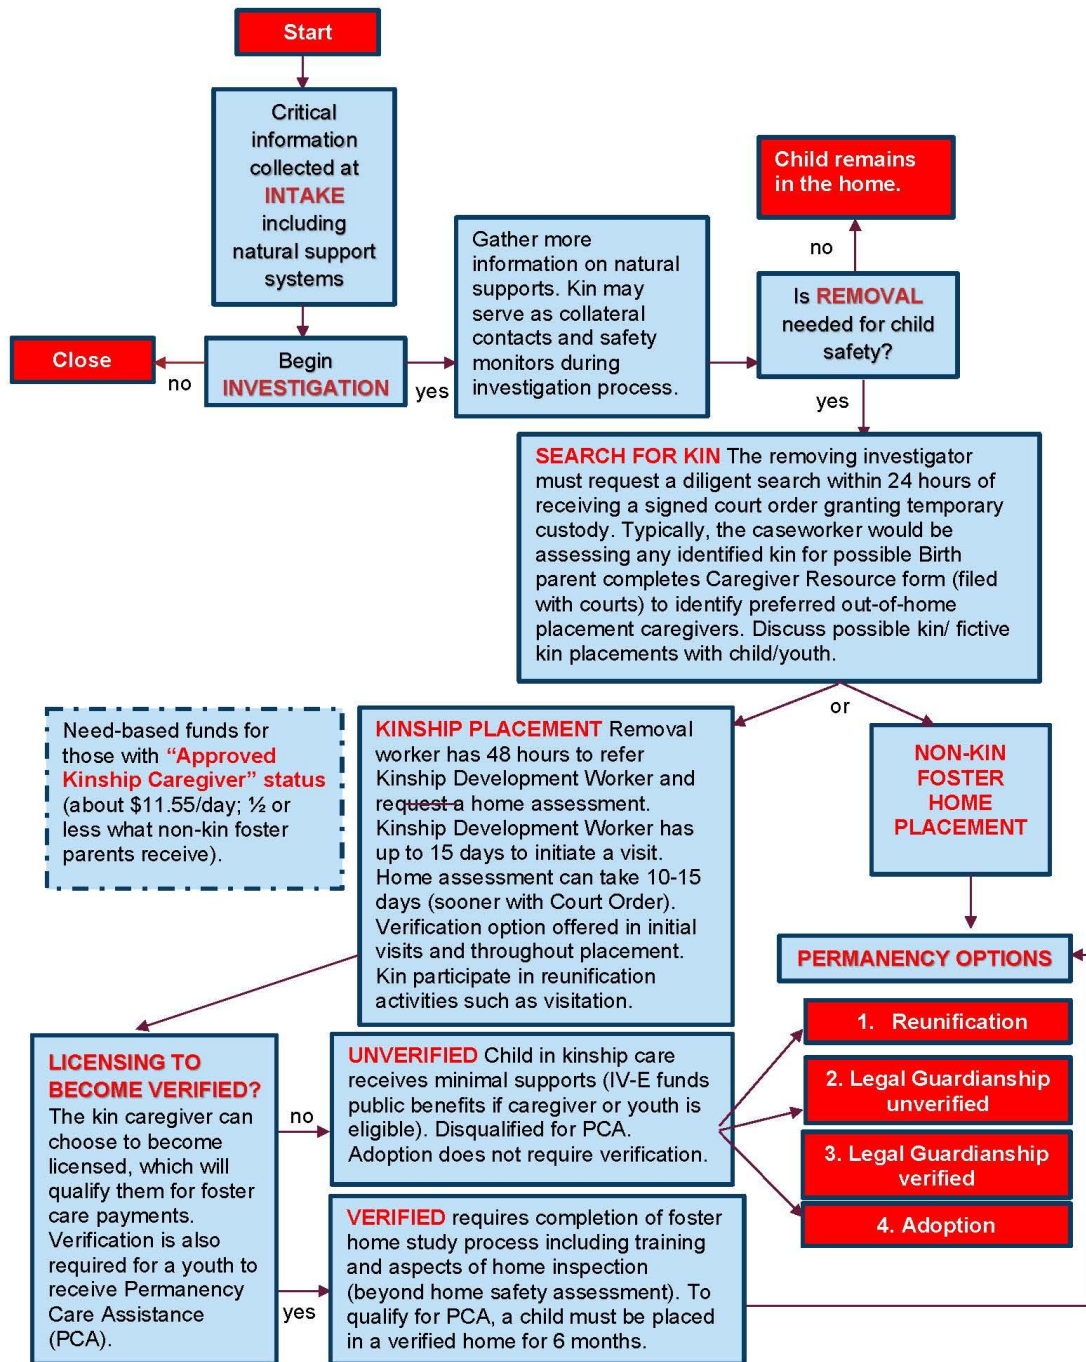 Start
Critical
information
collected at
INTAKE
including
natural support
systems
Close
no
Begin
INVESTIGATION
yes
Gather more
information on natural
supports. Kin may
serve as collateral
contacts and safety
monitors during
investigation process.
Child remains
in the home.
no
Is REMOVAL
needed for child
safety?
yes
SEARCH FOR KIN The removing investigator
must request a diligent search within 24 hours of
receiving a signed court order granting temporary
custody. Typically, the caseworker would be
assessing any identified kin for possible Birth
parent completes Caregiver Resource form (filed
with courts) to identify preferred out-of-home
placement caregivers. Discuss possible kin/ fictive
kin placements with child/youth.
or
Need-based funds for
those with “Approved
Kinship Caregiver” status
(about $11.55/day; ½ or
less what non-kin foster
parents receive).
KINSHIP PLACEMENT Removal
worker has 48 hours to refer
Kinship Development Worker and
request a home assessment.
Kinship Development Worker has
up to 15 days to initiate a visit.
Home assessment can take 10-15
days (sooner with Court Order).
Verification option offered in initial
visits and throughout placement.
Kin participate in reunification
activities such as visitation.
NON-KIN
FOSTER
HOME
PLACEMENT
PERMANENCY OPTIONS
1. Reunification
2. Legal Guardianship
unverified
3. Legal Guardianship
verified
4. Adoption
LICENSING TO
BECOME VERIFIED?
The kin caregiver can
choose to become
licensed, which will
qualify them for foster
care payments.
Verification is also
required for a youth to
receive Permanency
Care Assistance
(PCA).
no
UNVERIFIED Child in kinship care
receives minimal supports (IV-E funds
public benefits if caregiver or youth is
eligible). Disqualified for PCA.
Adoption does not require verification.
yes
VERIFIED requires completion of foster
home study process including training
and aspects of home inspection
(beyond home safety assessment). To
qualify for PCA, a child must be placed
in a verified home for 6 months.